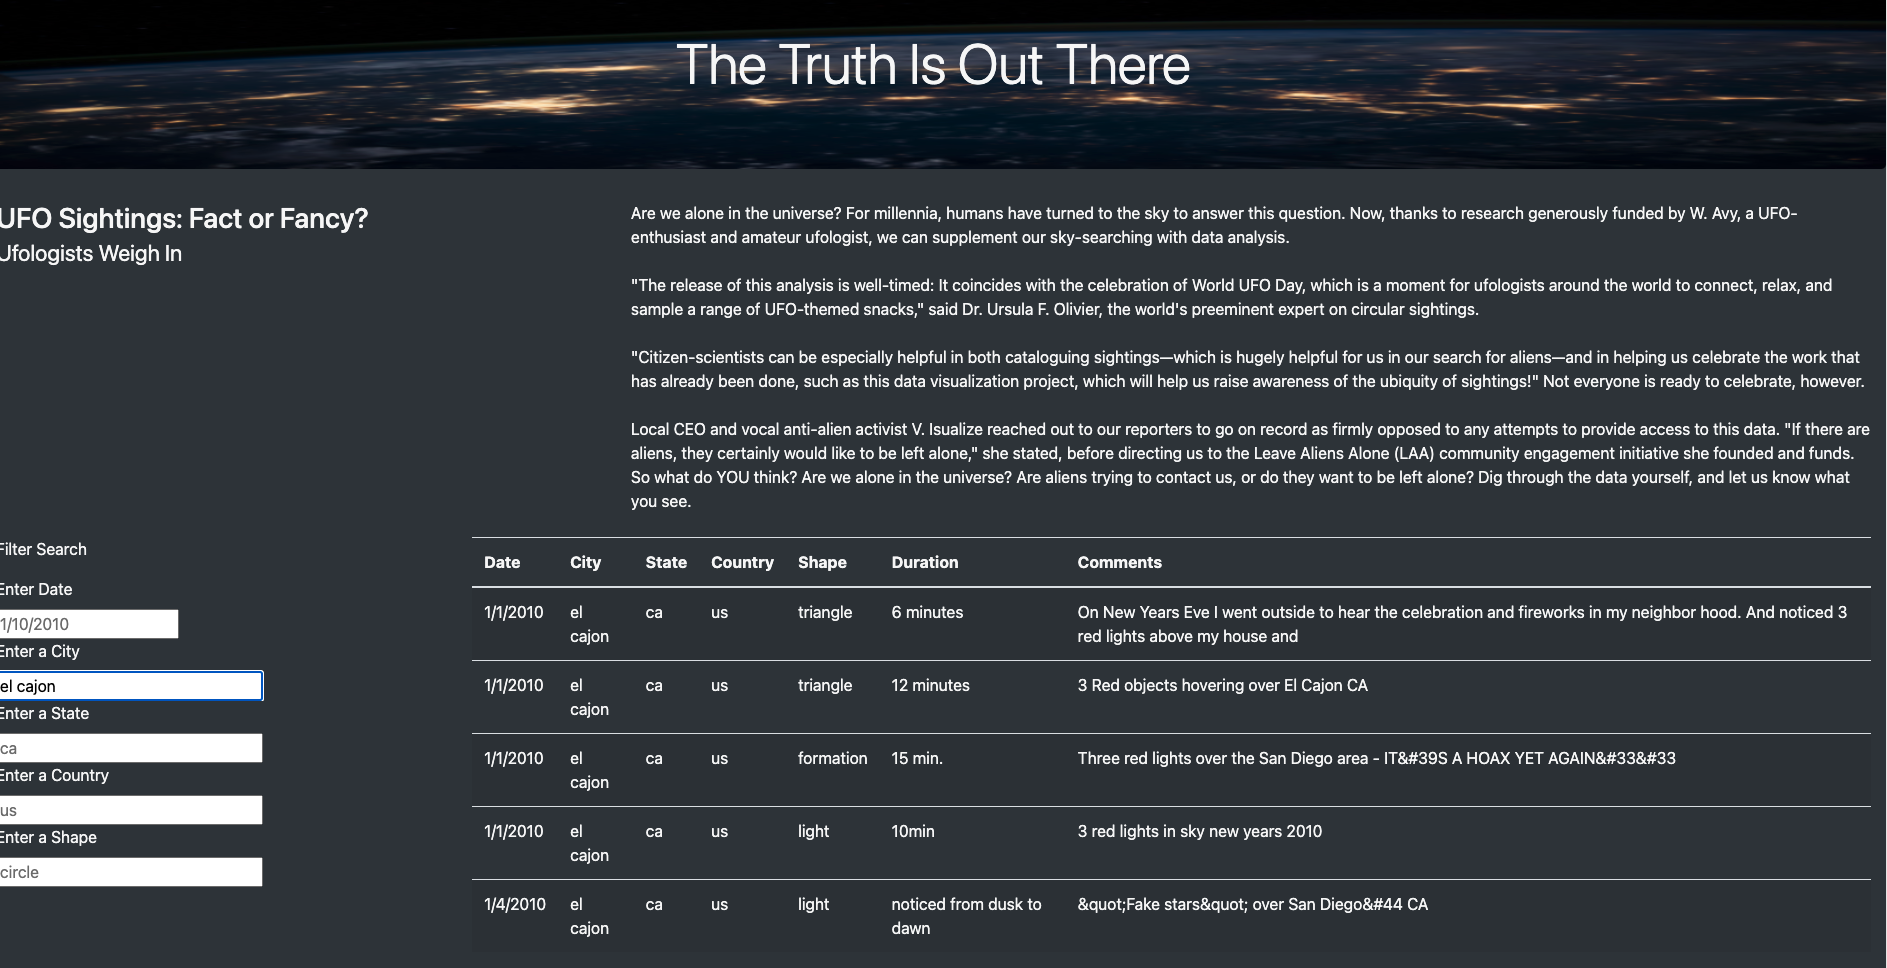 The Truth Is Out There
UFO Sightings: Fact or Fancy?
Ufologists Weigh In
Are we alone in the universe? For millennia, humans have turned to the sky to answer this question. Now, thanks to research generously funded by W. Avy, a UFO-
enthusiast and amateur ufologist, we can supplement our sky-searching with data analysis.
"The release of this analysis is well-timed: It coincides with the celebration of World UFO Day, which is a moment for ufologists around the world to connect, relax, and
sample a range of UFO-themed snacks," said Dr. Ursula F. Olivier, the world's preeminent expert on circular sightings.
"Citizen-scientists can be especially helpful in both cataloguing sightings—which is hugely helpful for us in our search for aliens—and in helping us celebrate the work that
has already been done, such as this data visualization project, which will help us raise awareness of the ubiquity of sightings!" Not everyone is ready to celebrate, however.
Local CEO and vocal anti-alien activist V. Isualize reached out to our reporters to go on record as firmly opposed to any attempts to provide access to this data. "If there are
aliens, they certainly would like to be left alone," she stated, before directing us to the Leave Aliens Alone (LAA) community engagement initiative she founded and funds.
So what do YOU think? Are we alone in the universe? Are aliens trying to contact us, or do they want to be left alone? Dig through the data yourself, and let us know what
you see.
Filter Search
Enter Date
1/10/2010
Enter a City
el cajon
Enter a State
ca
Enter a Country
us
Enter a Shape
circle
Date City State Country Shape Duration Comments
1/1/2010 el ca us triangle 6 minutes On New Years Eve I went outside to hear the celebration and fireworks in my neighbor hood. And noticed 3
cajon red lights above my house and
1/1/2010 el ca us triangle 12 minutes 3 Red objects hovering over El Cajon CA
cajon
1/1/2010 el ca us formation 15 min. Three red lights over the San Diego area - IT&#39S A HOAX YET AGAIN&#33&#33
cajon
1/1/2010 el ca us light 10min 3 red lights in sky new years 2010
cajon
1/4/2010 el ca us light noticed from dusk to &quot;Fake stars&quot; over San Diego&#44 CA
cajon dawn